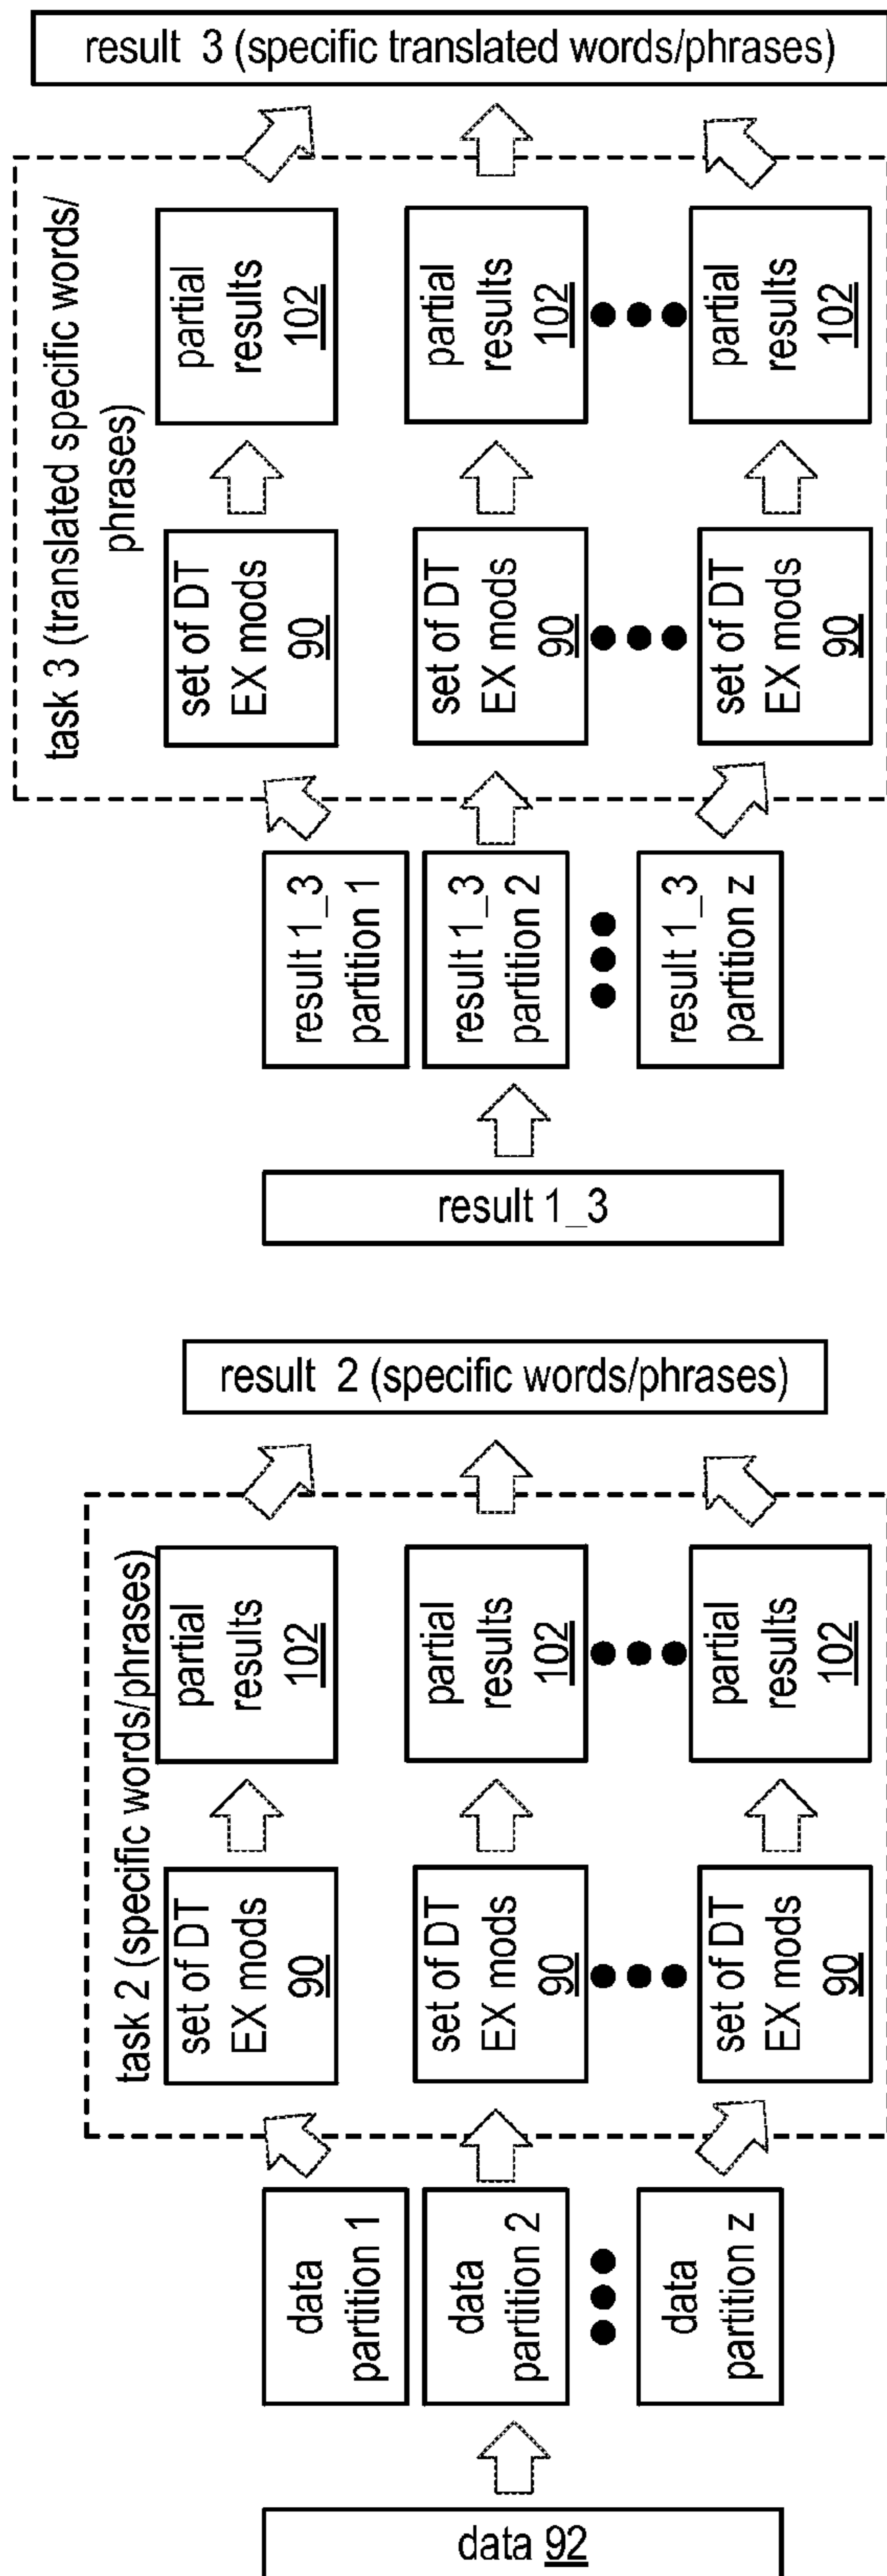 data 92
data
partition 1
data
partition 2
data
partition z
task 2 (specific words/phrases)
set of DT
EX mods
90
partial
results
102
set of DT
EX mods
90
partial
results
102
set of DT
EX mods
90
partial
results
102
result 2 (specific words/phrases)
result 1_3
result 1_3
partition 1
result 1_3
partition 2
result 1_3
partition z
task 3 (translated specific words/
phrases)
set of DT
EX mods
90
partial
results
102
set of DT
EX mods
90
partial
results
102
set of DT
EX mods
90
partial
results
102
result 3 (specific translated words/phrases)